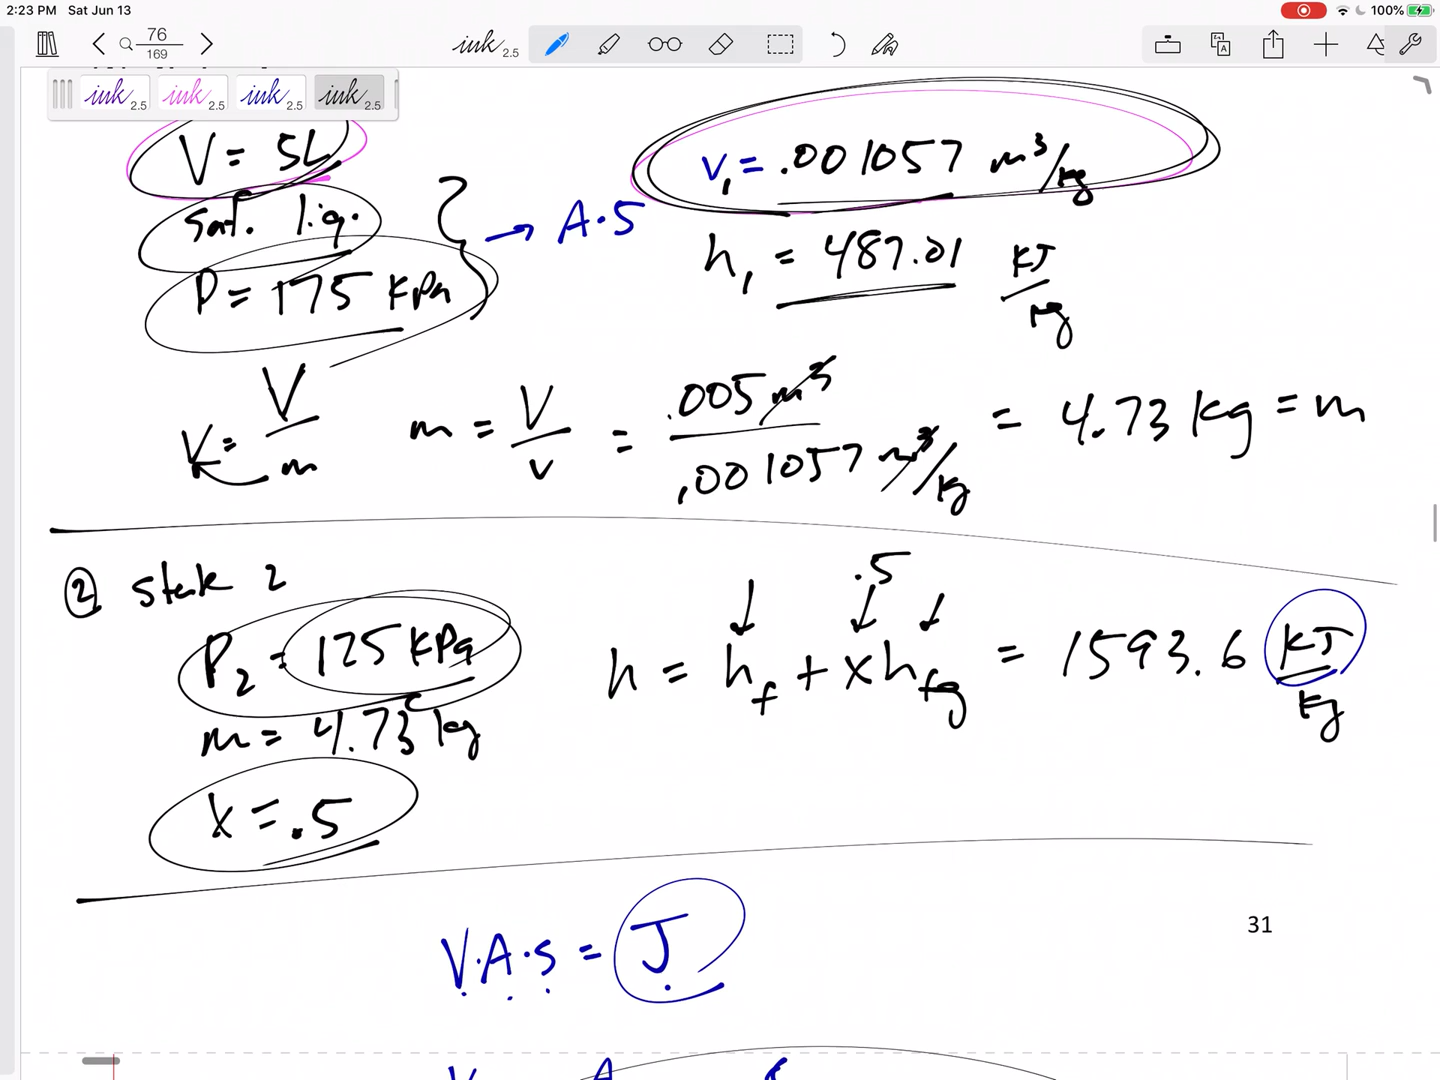 2:23 PM Sat Jun 13
100%
76
169
ink 2.5
ink 2.5 ink 2.5 ink 2.5 ink 2.5
V = 5L
sat. liq.
P = 175 kPa
→ A·5
v₁ = .001057 m³/kg
h₁ = 487.01 kJ/kg
v = V/m
m = V/v = .005 m³ / .001057 m³/kg = 4.73 kg = m
② state 2
P₂ = 175 kPa
m = 4.73 kg
x = .5
.5
h = hf + x hfg = 1593.6 kJ/kg
31
V·A·s = J